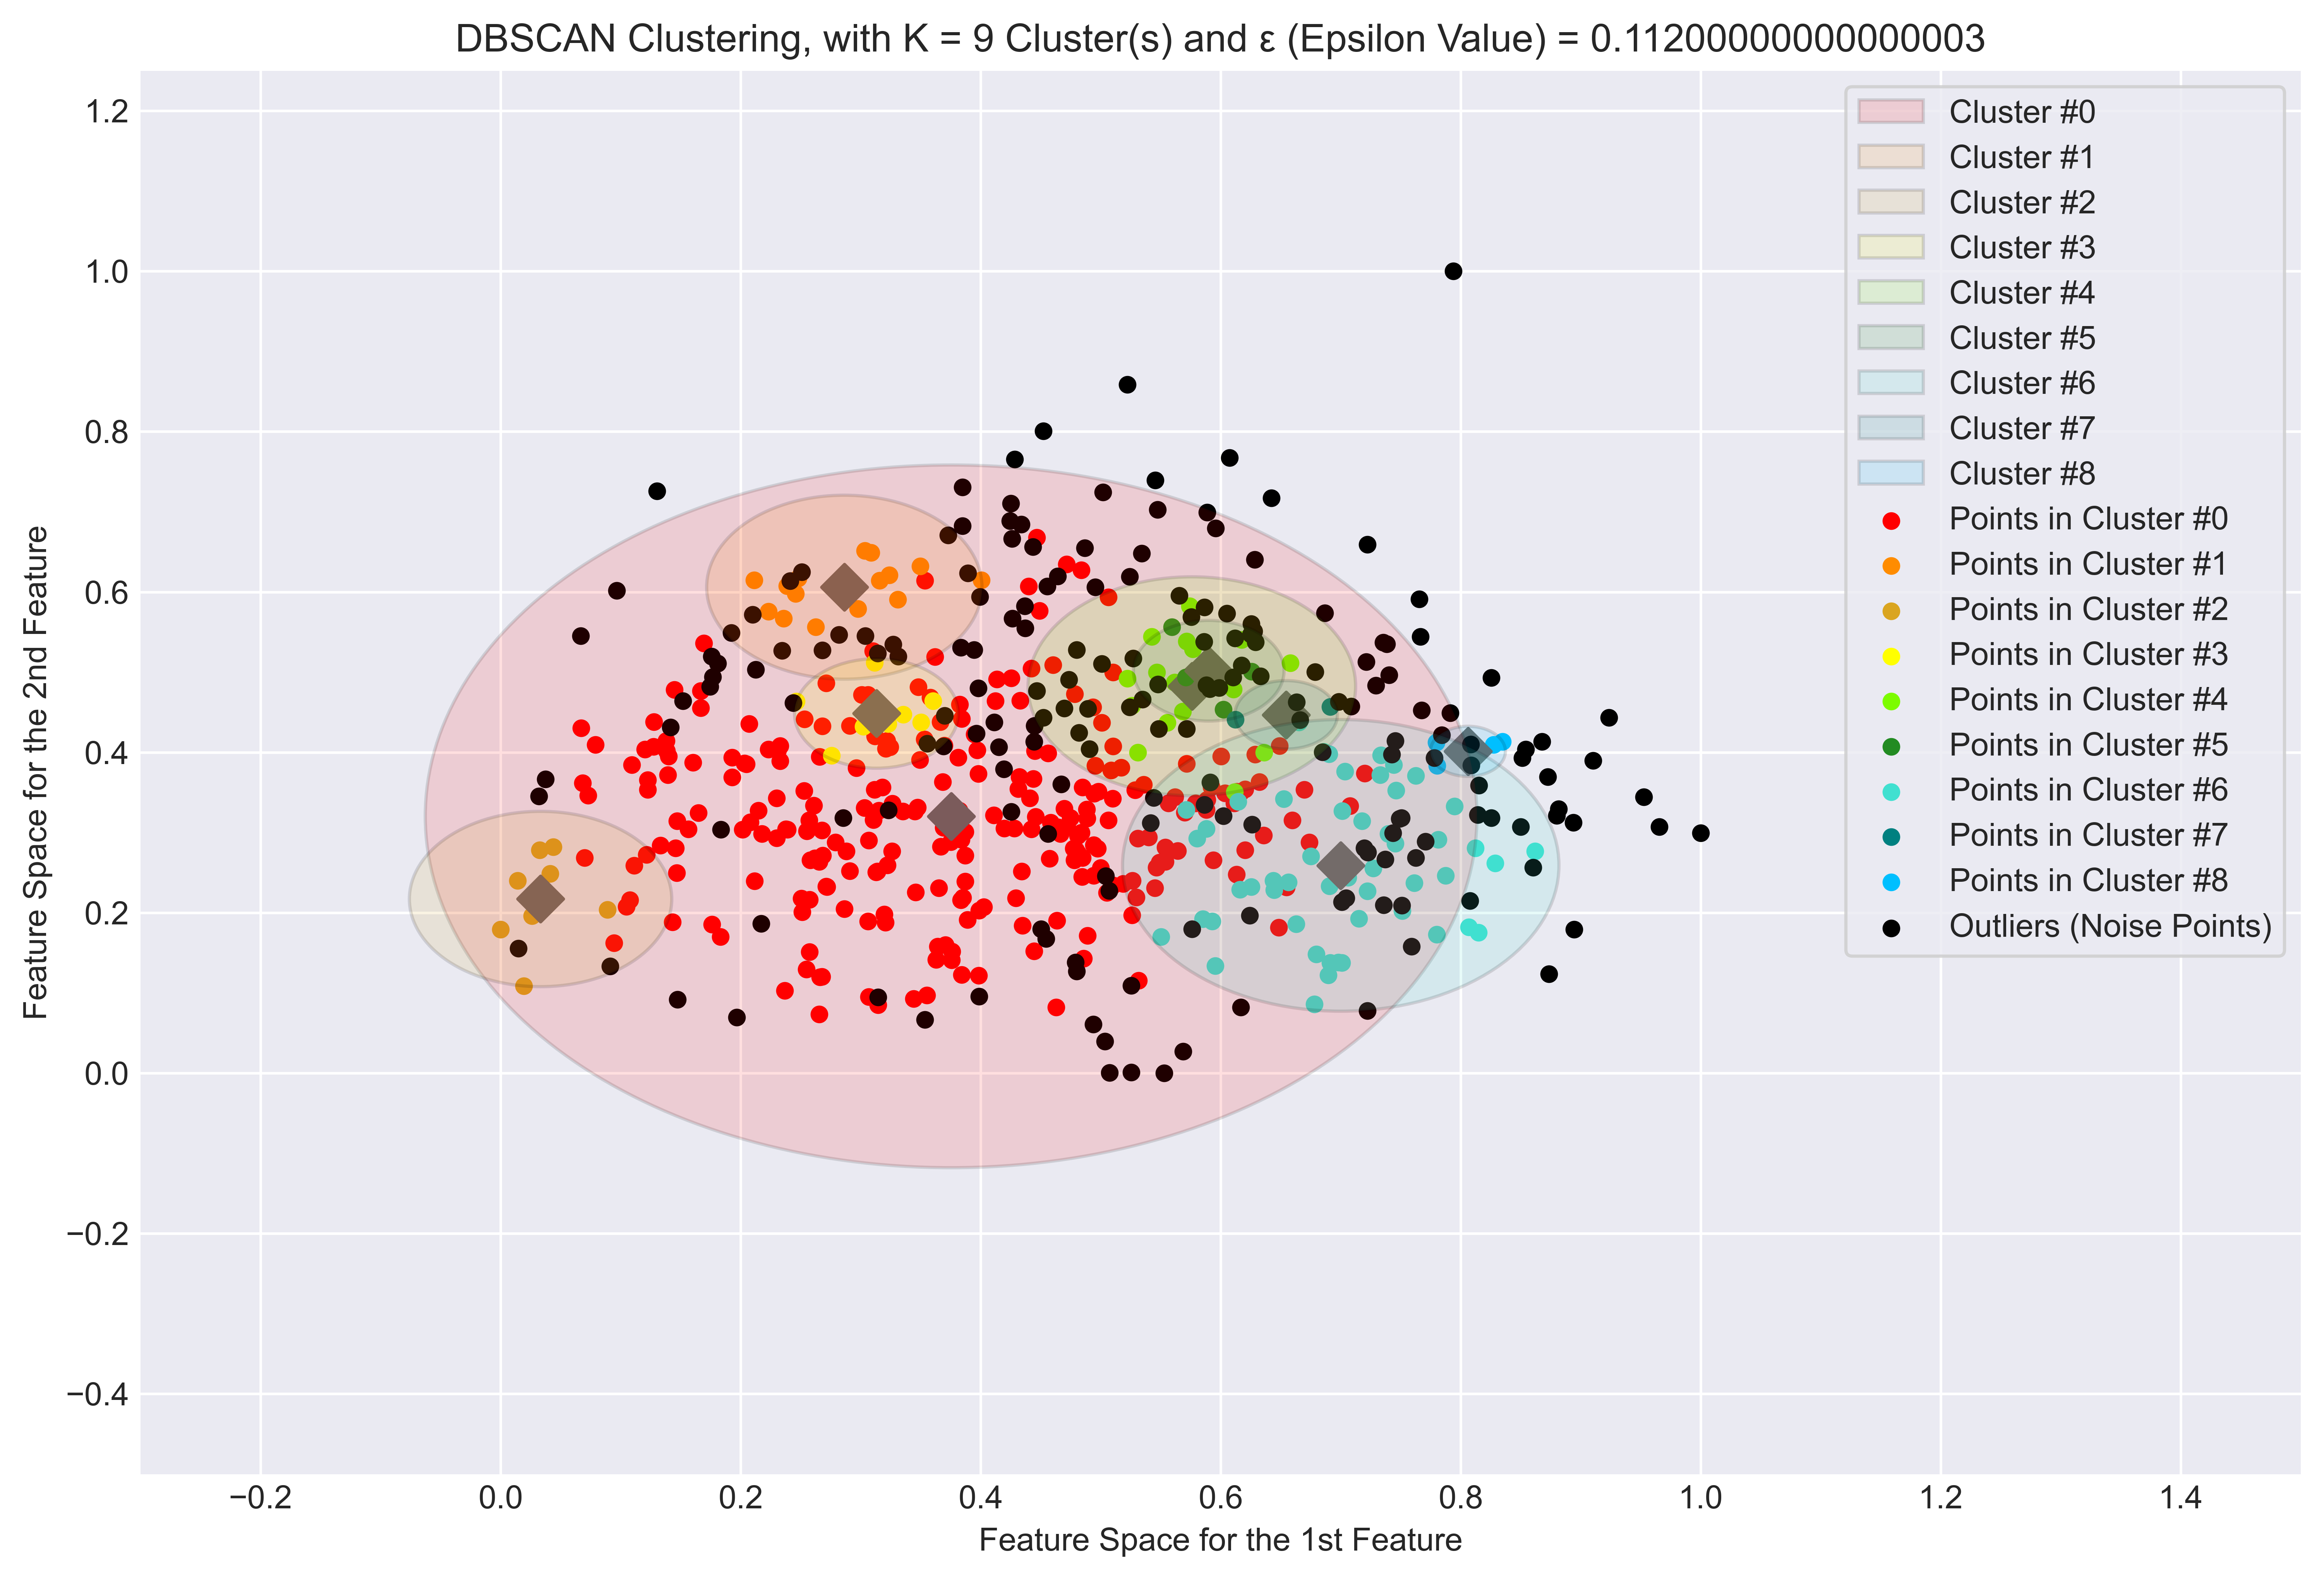 DBSCAN Clustering, with K = 9 Cluster(s) and ε (Epsilon Value) = 0.11200000000000003
1.2
1.0
0.8
0.6
0.4
0.2
0.0
−0.2
−0.4
Feature Space for the 2nd Feature
Cluster #0
Cluster #1
Cluster #2
Cluster #3
Cluster #4
Cluster #5
Cluster #6
Cluster #7
Cluster #8
Points in Cluster #0
Points in Cluster #1
Points in Cluster #2
Points in Cluster #3
Points in Cluster #4
Points in Cluster #5
Points in Cluster #6
Points in Cluster #7
Points in Cluster #8
Outliers (Noise Points)
−0.2 0.0 0.2 0.4 0.6 0.8 1.0 1.2 1.4
Feature Space for the 1st Feature